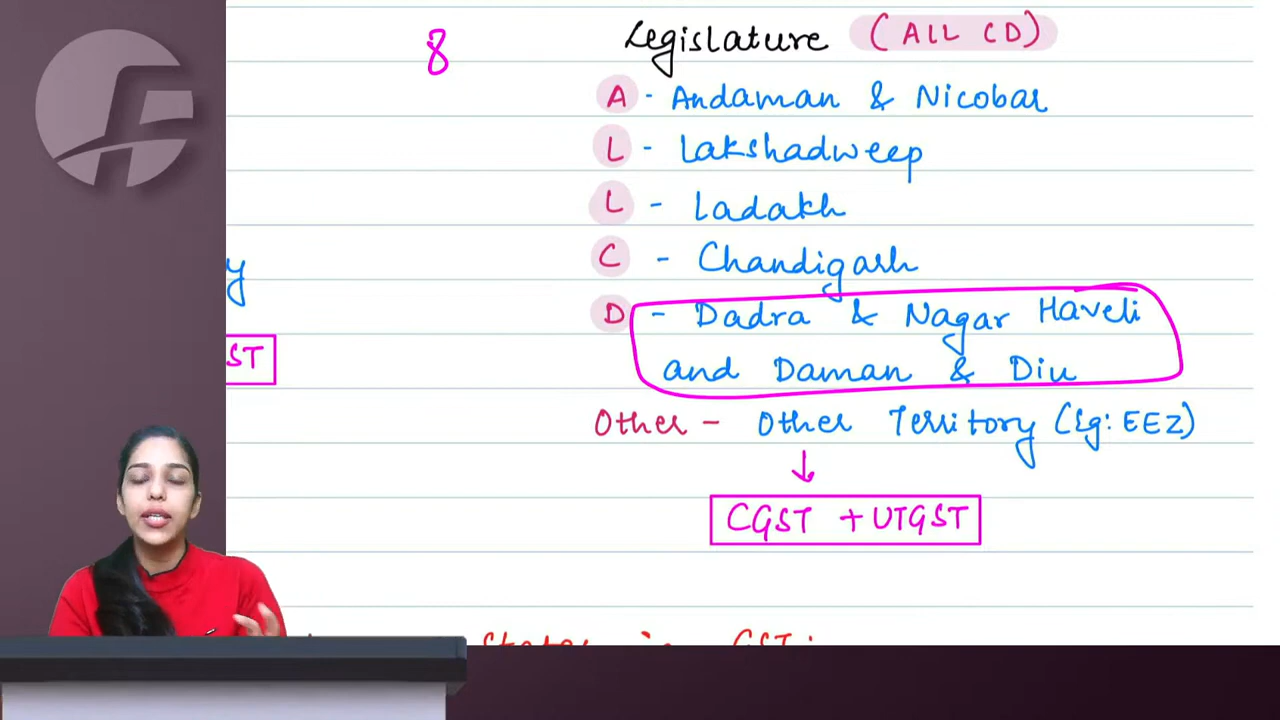 8
Legislature (ALL CD)
A - Andaman & Nicobar
L - Lakshadweep
L - Ladakh
C - Chandigarh
y
D - Dadra & Nagar Haveli
ST
and Daman & Diu
Other - Other Territory (Eg: EEZ)
↓
CGST + UTGST